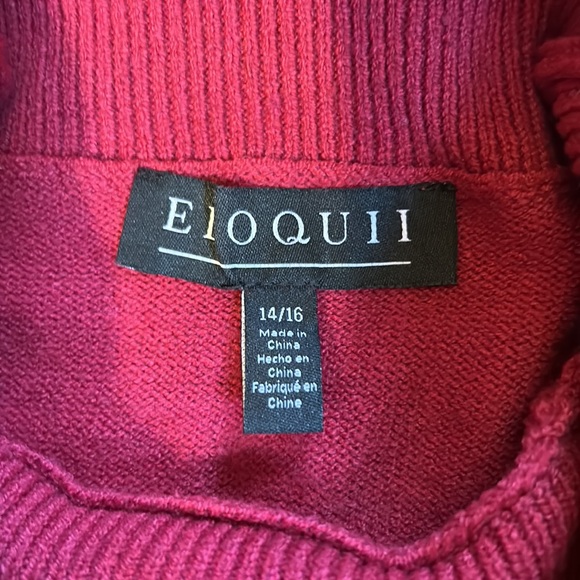 ELOQUII
14/16
Made in
China
Hecho en
China
Fabriqué en
Chine